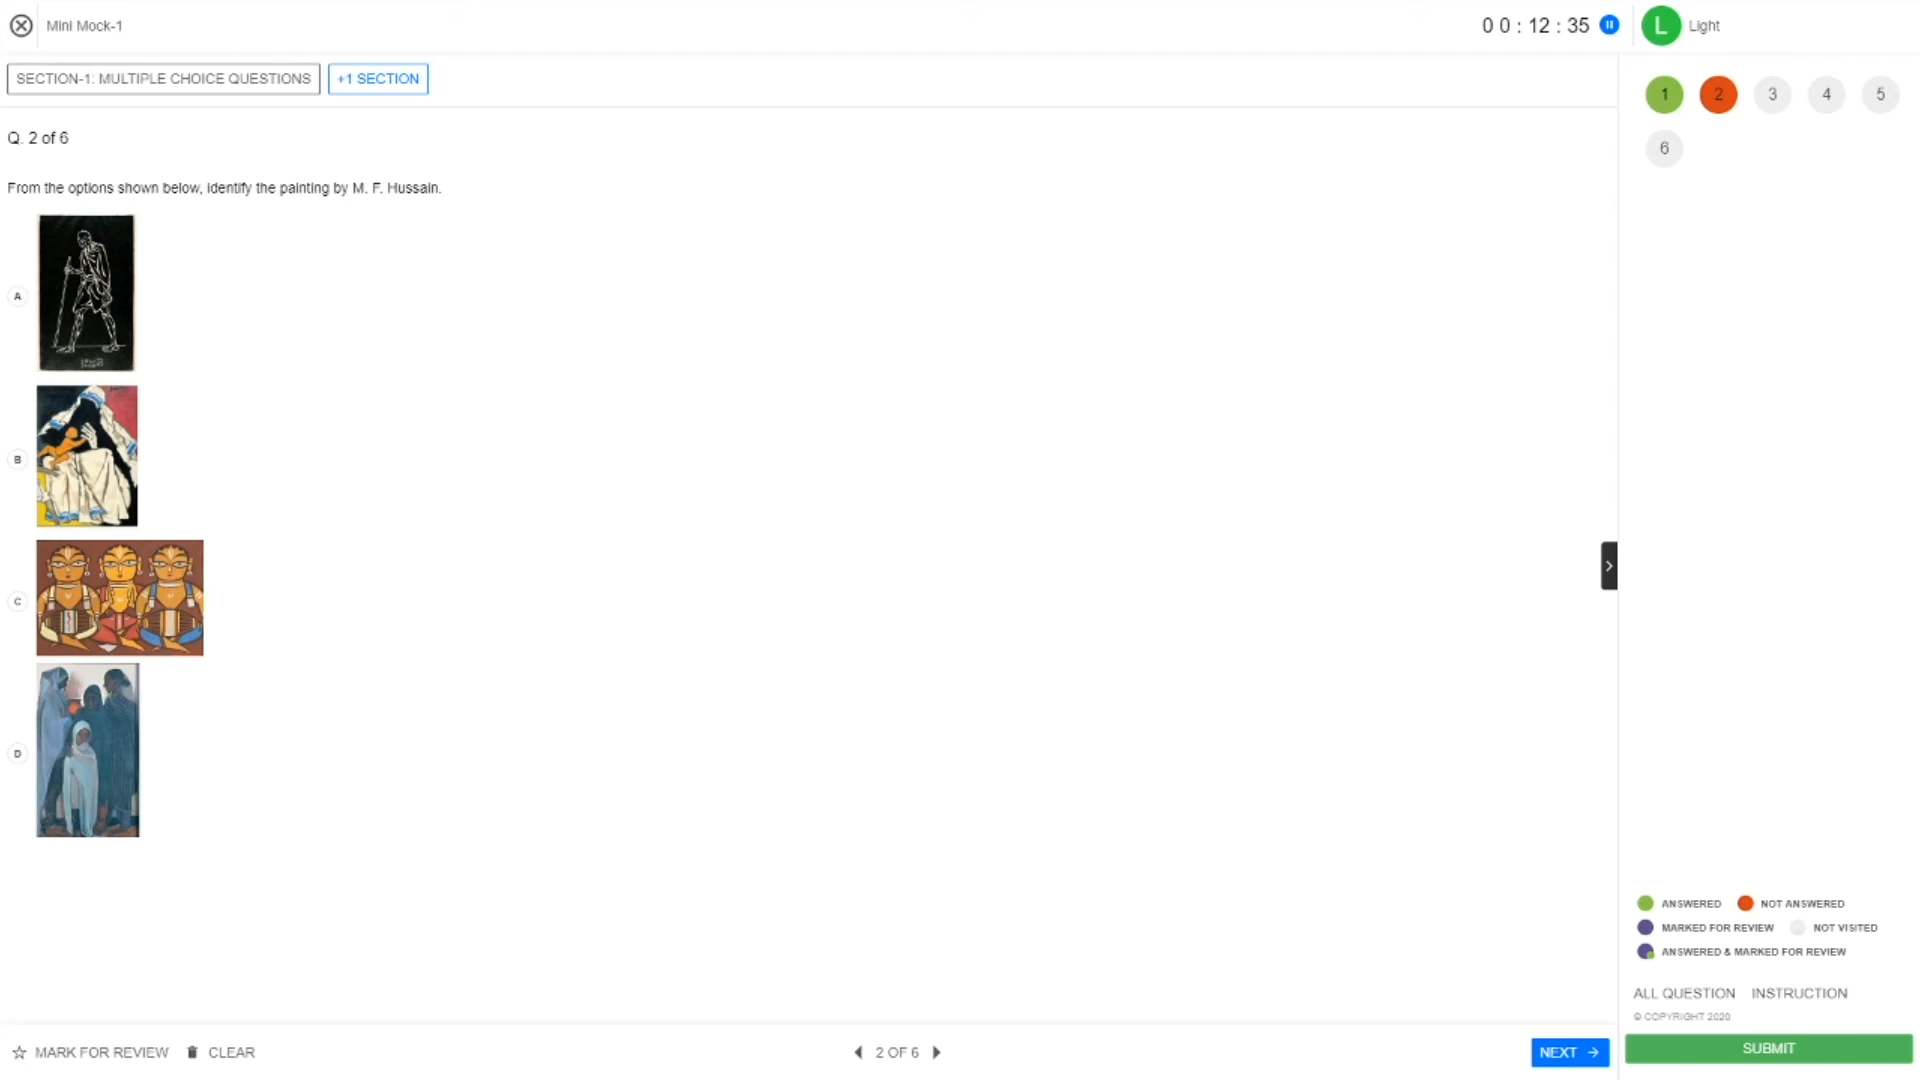 Mini Mock-1
00:12:35
L Light
SECTION-1: MULTIPLE CHOICE QUESTIONS
+1 SECTION
1 2 3 4 5
6
Q. 2 of 6
From the options shown below, identify the painting by M. F. Hussain.
A
B
C
D
ANSWERED
NOT ANSWERED
MARKED FOR REVIEW
NOT VISITED
ANSWERED & MARKED FOR REVIEW
ALL QUESTION INSTRUCTION
© COPYRIGHT 2020
MARK FOR REVIEW
CLEAR
2 OF 6
NEXT
SUBMIT